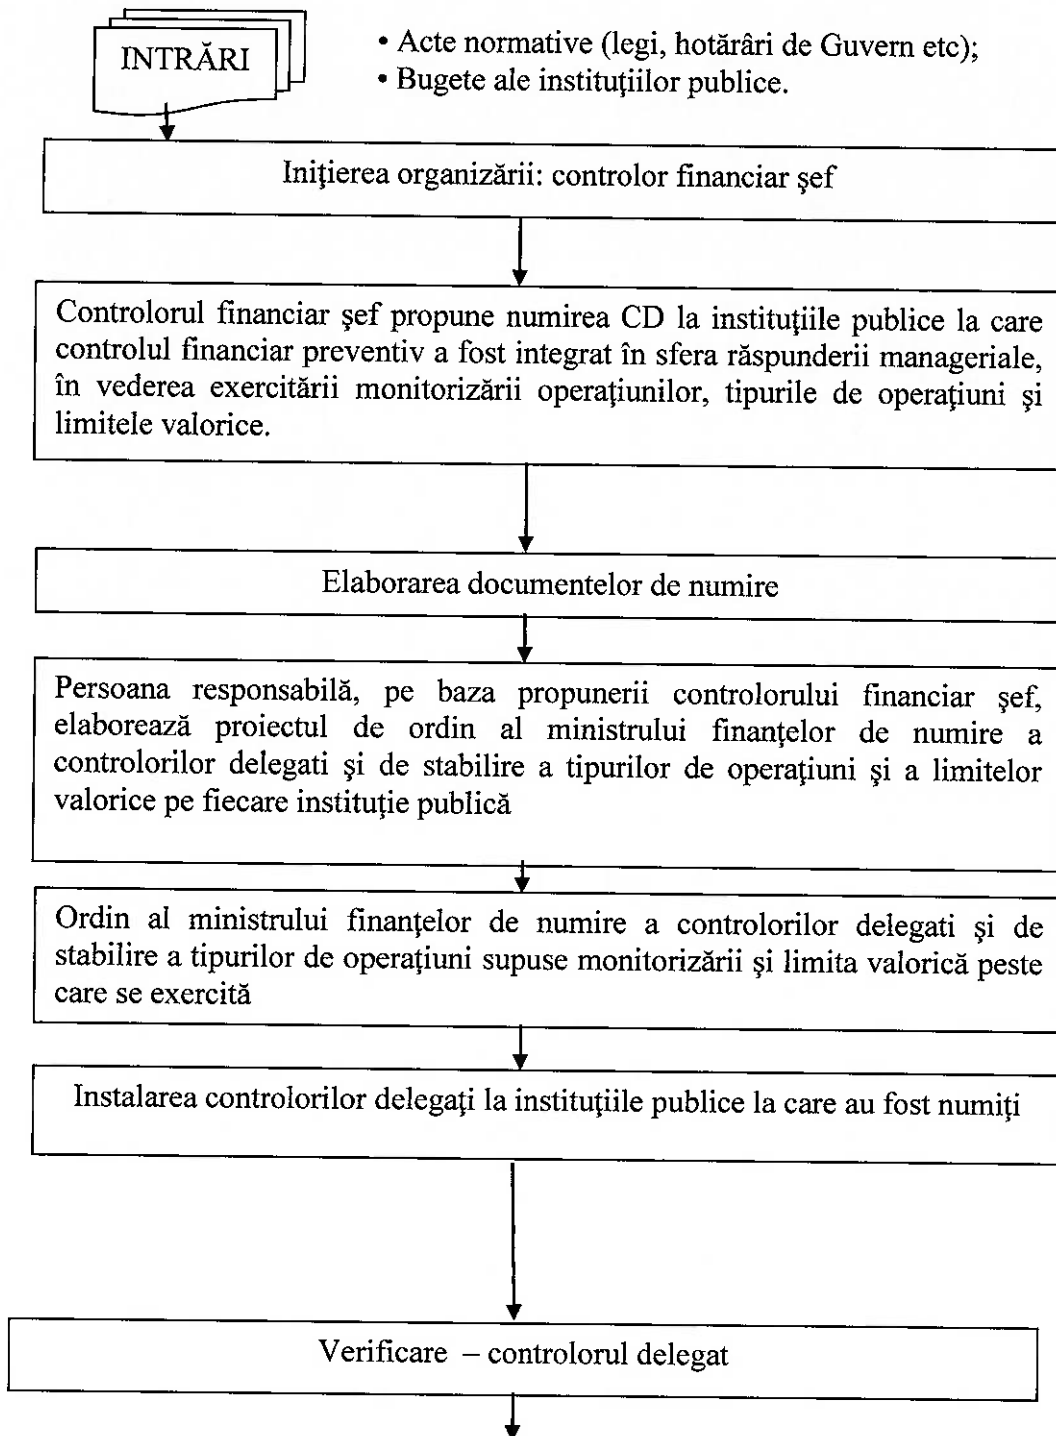 INTRĂRI
• Acte normative (legi, hotărâri de Guvern etc);
• Bugete ale instituţiilor publice.
Iniţierea organizării: controlor financiar şef
Controlorul financiar şef propune numirea CD la instituţiile publice la care
controlul financiar preventiv a fost integrat în sfera răspunderii manageriale,
în vederea exercitării monitorizării operaţiunilor, tipurile de operaţiuni şi
limitele valorice.
Elaborarea documentelor de numire
Persoana responsabilă, pe baza propunerii controlorului financiar şef,
elaborează proiectul de ordin al ministrului finanţelor de numire a
controlorilor delegati şi de stabilire a tipurilor de operaţiuni şi a limitelor
valorice pe fiecare instituţie publică
Ordin al ministrului finanţelor de numire a controlorilor delegati şi de
stabilire a tipurilor de operaţiuni supuse monitorizării şi limita valorică peste
care se exercită
Instalarea controlorilor delegaţi la instituţiile publice la care au fost numiţi
Verificare – controlorul delegat